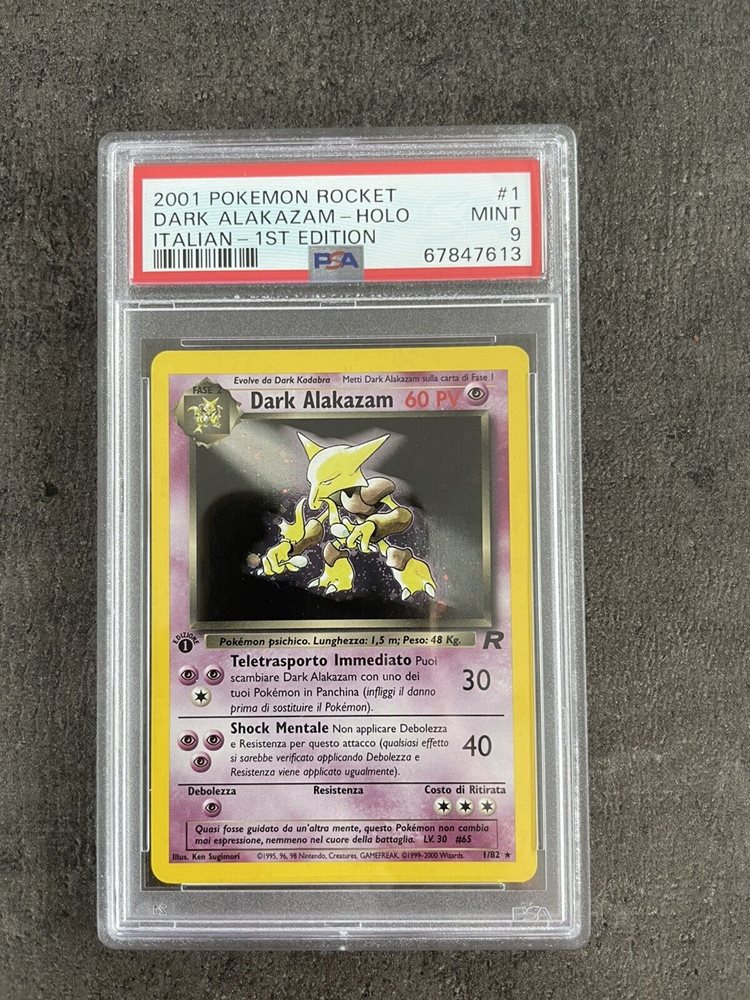 2001 POKEMON ROCKET #1
DARK ALAKAZAM - HOLO MINT
ITALIAN - 1ST EDITION 9
PSA 67847613
Evolve da Dark Kadabra Metti Dark Alakazam sulla carta di Fase 1
FASE 2
Dark Alakazam 60 PV
EDIZIONE 1
Pokémon psichico. Lunghezza: 1,5 m; Peso: 48 Kg.
R
Teletrasporto Immediato Puoi
scambiare Dark Alakazam con uno dei
tuoi Pokémon in Panchina (infliggi il danno
prima di sostituire il Pokémon).
30
Shock Mentale Non applicare Debolezza
e Resistenza per questo attacco (qualsiasi effetto
si sarebbe verificato applicando Debolezza e
Resistenza viene applicato ugualmente).
40
Debolezza Resistenza Costo di Ritirata
Quasi fosse guidato da un'altra mente, questo Pokémon non cambia
mai espressione, nemmeno nel cuore della battaglia. LV. 30 #65
Illus. Ken Sugimori ©1995, 96, 98 Nintendo, Creatures, GAMEFREAK. ©1999-2000 Wizards. 1/82 ★
PSA